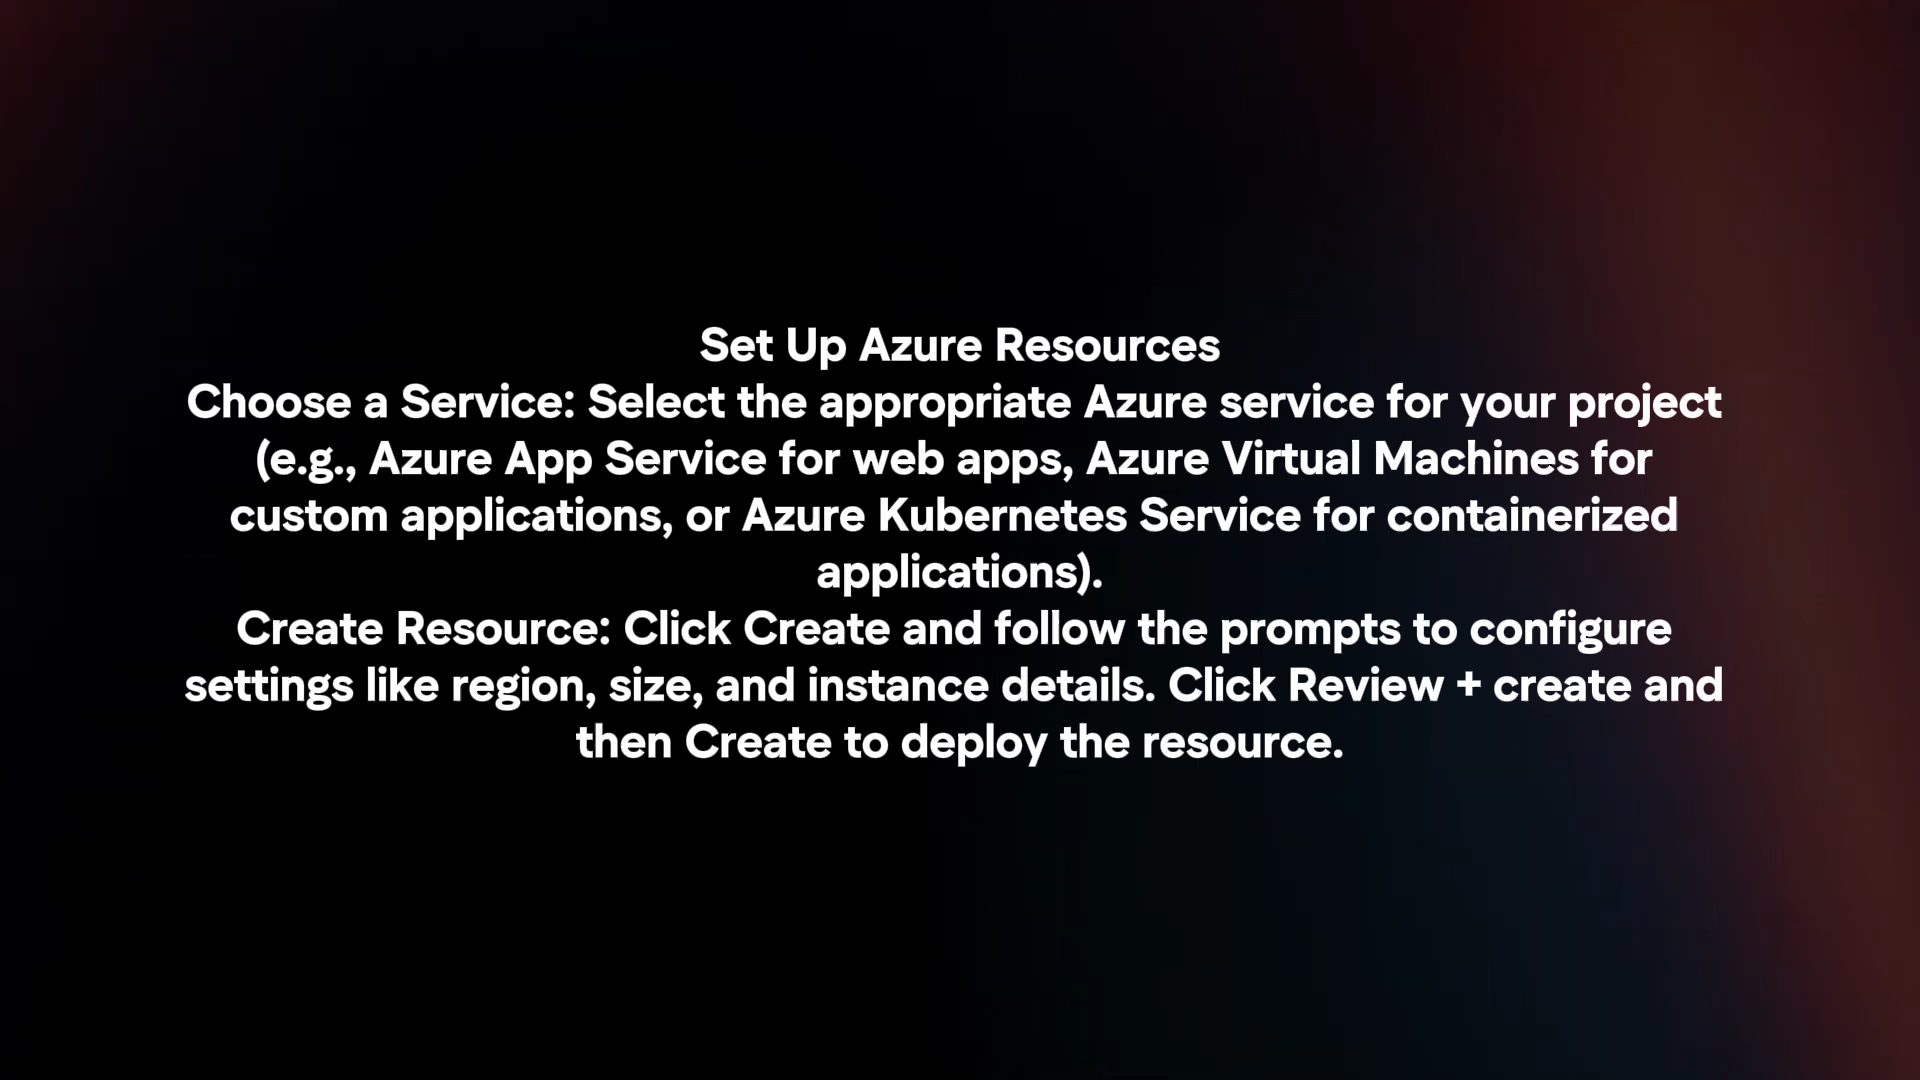 Set Up Azure Resources
Choose a Service: Select the appropriate Azure service for your project
(e.g., Azure App Service for web apps, Azure Virtual Machines for
custom applications, or Azure Kubernetes Service for containerized
applications).
Create Resource: Click Create and follow the prompts to configure
settings like region, size, and instance details. Click Review + create and
then Create to deploy the resource.